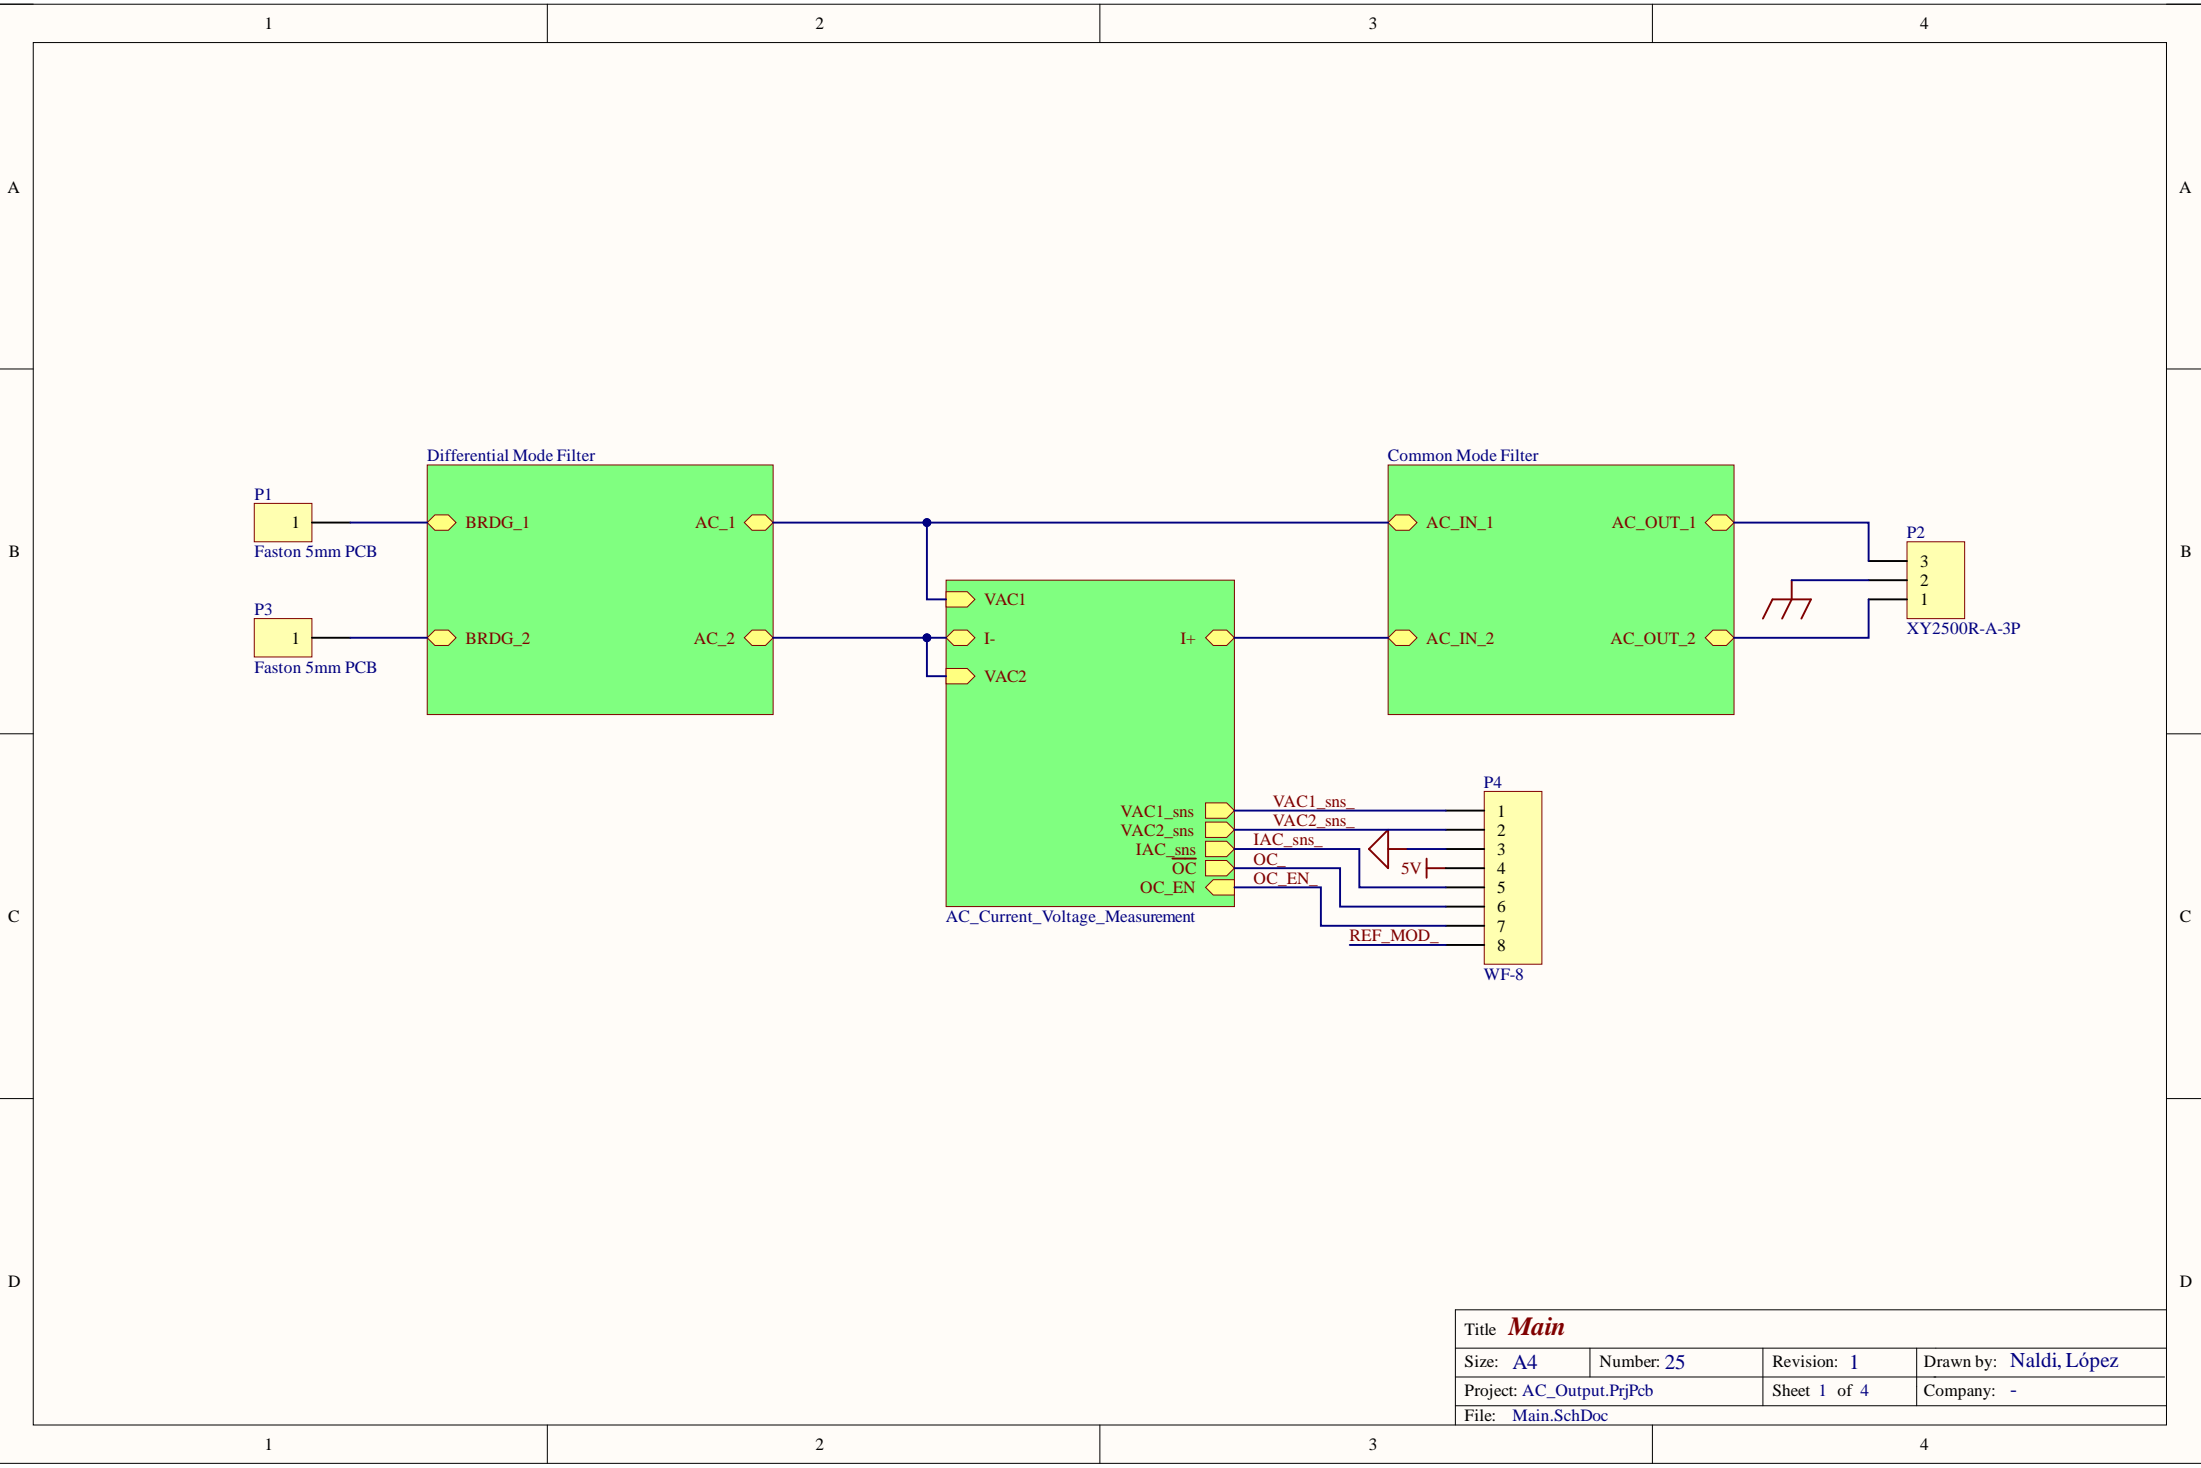 1 2 3 4
A A
B B
C C
D D
Differential Mode Filter
P1
1
Faston 5mm PCB
P3
1
Faston 5mm PCB
BRDG_1 AC_1
BRDG_2 AC_2
VAC1
I- I+
VAC2
VAC1_sns
VAC2_sns
IAC_sns
OC
OC_EN
AC_Current_Voltage_Measurement
Common Mode Filter
AC_IN_1 AC_OUT_1
AC_IN_2 AC_OUT_2
P2
3
2
1
XY2500R-A-3P
VAC1_sns_
VAC2_sns_
IAC_sns_
OC_
OC_EN_
REF_MOD_
5V
P4
1
2
3
4
5
6
7
8
WF-8
Title Main
Size: A4 Number: 25 Revision: 1 Drawn by: Naldi, López
Project: AC_Output.PrjPcb Sheet 1 of 4 Company: -
File: Main.SchDoc
1 2 3 4